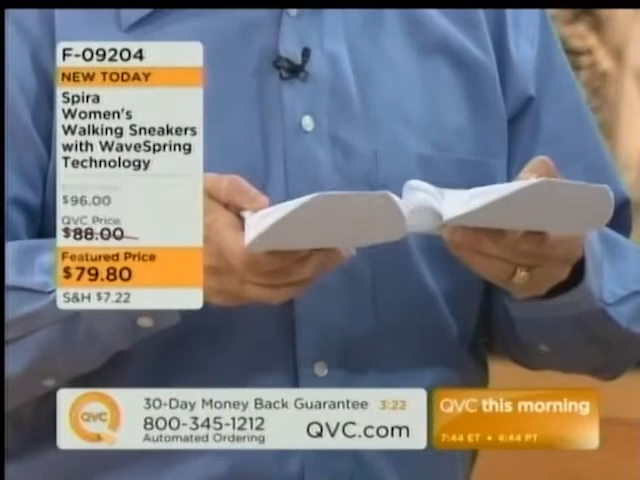 F-09204
NEW TODAY
Spira
Women's
Walking Sneakers
with WaveSpring
Technology
$96.00
QVC Price
$88.00
Featured Price
$79.80
S&H $7.22
QVC
30-Day Money Back Guarantee 3:23
800-345-1212
Automated Ordering
QVC.com
QVC this morning
7:44 ET • 4:44 PT